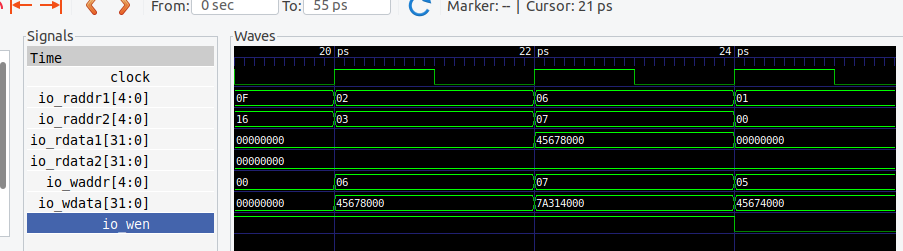 From: 0 sec To: 55 ps Marker: -- | Cursor: 21 ps
Signals Waves
Time 20 ps 22 ps 24 ps
clock
io_raddr1[4:0] 0F 02 06 01
io_raddr2[4:0] 16 03 07 00
io_rdata1[31:0] 00000000 45678000 00000000
io_rdata2[31:0] 00000000
io_waddr[4:0] 00 06 07 05
io_wdata[31:0] 00000000 45678000 7A314000 45674000
io_wen